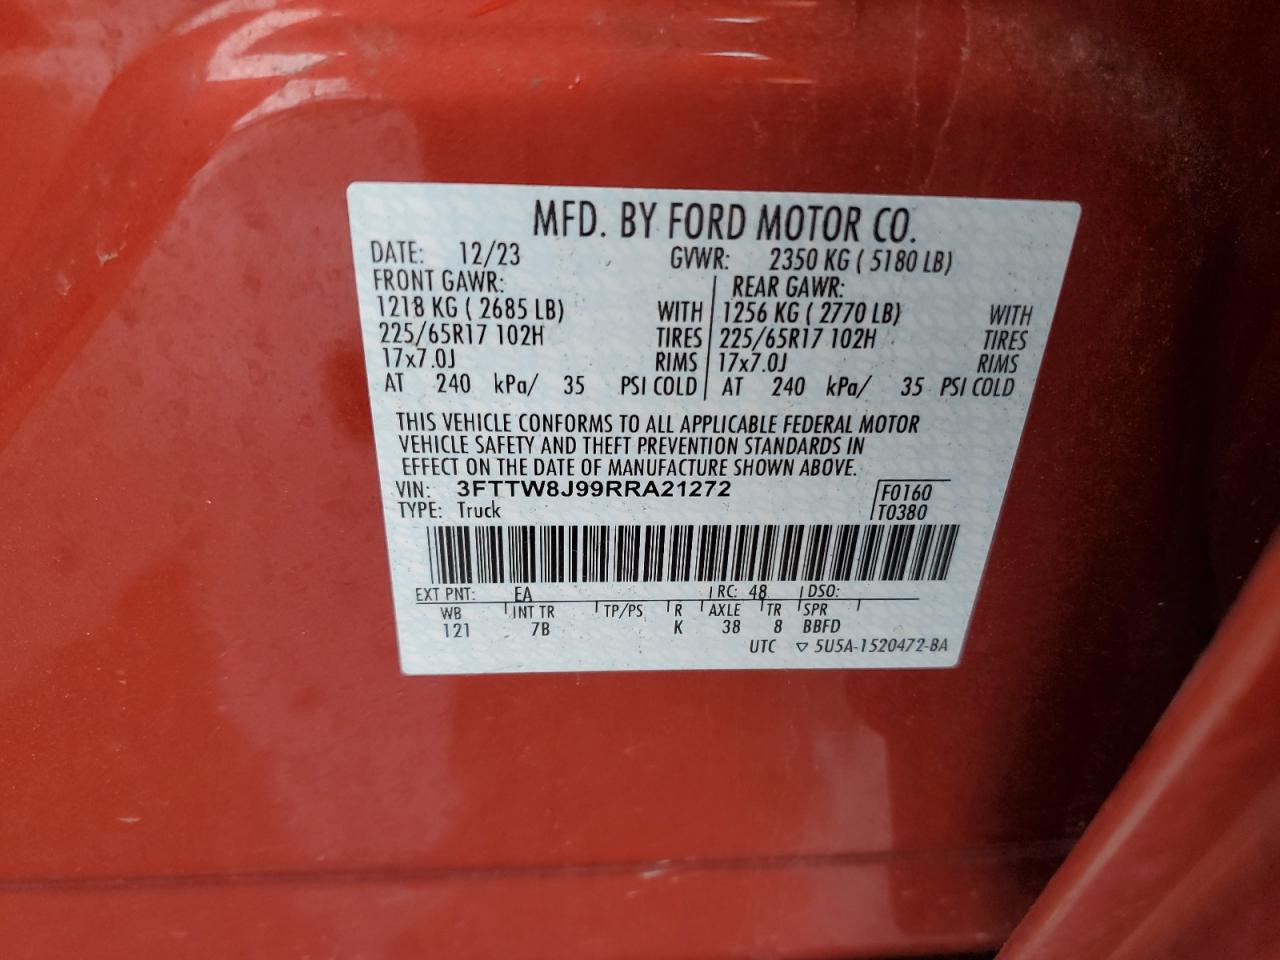 MFD. BY FORD MOTOR CO.
DATE: 12/23 GVWR: 2350 KG ( 5180 LB)
FRONT GAWR: REAR GAWR:
1218 KG ( 2685 LB) WITH 1256 KG ( 2770 LB) WITH
225/65R17 102H TIRES 225/65R17 102H TIRES
17x7.0J RIMS 17x7.0J RIMS
AT 240 kPa/ 35 PSI COLD AT 240 kPa/ 35 PSI COLD
THIS VEHICLE CONFORMS TO ALL APPLICABLE FEDERAL MOTOR
VEHICLE SAFETY AND THEFT PREVENTION STANDARDS IN
EFFECT ON THE DATE OF MANUFACTURE SHOWN ABOVE.
VIN: 3FTTW8J99RRA21272 F0160
TYPE: Truck T0380
EXT PNT: EA RC: 48 DSO:
WB INT TR TP/PS R AXLE TR SPR
121 7B K 38 8 BBFD
UTC ▽ 5U5A-1520472-BA